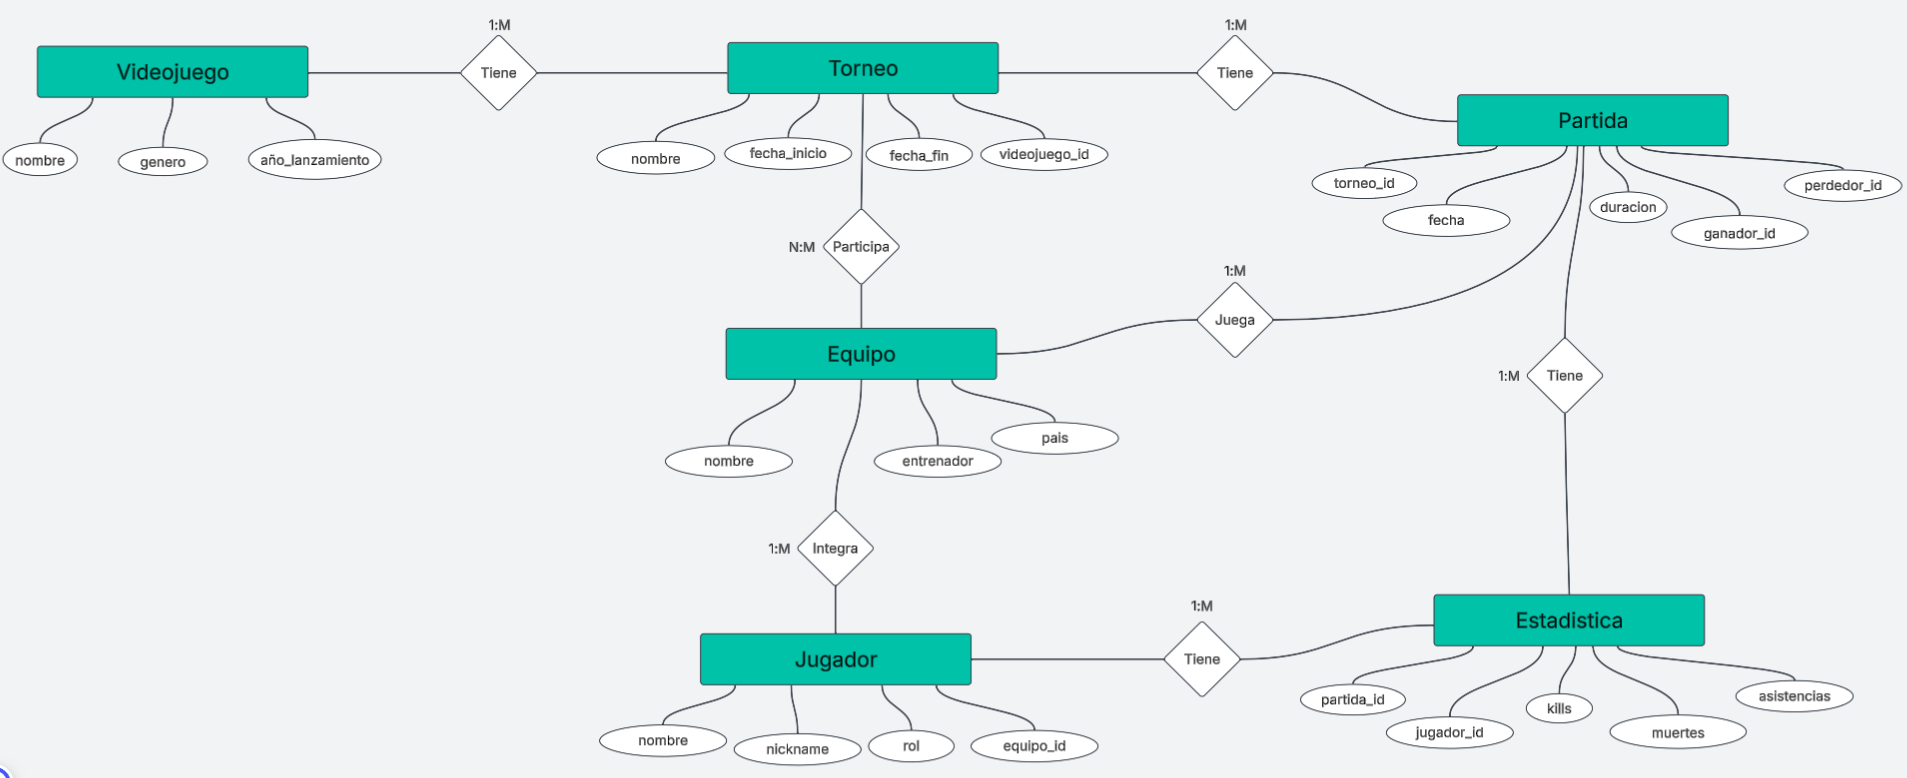 1:M
1:M
Videojuego
Tiene
Torneo
Tiene
Partida
nombre
genero
año_lanzamiento
nombre
fecha_inicio
fecha_fin
videojuego_id
torneo_id
fecha
duracion
ganador_id
perdedor_id
N:M
Participa
1:M
Juega
Equipo
1:M
Tiene
nombre
entrenador
pais
1:M
Integra
1:M
Jugador
Tiene
Estadistica
nombre
nickname
rol
equipo_id
partida_id
jugador_id
kills
muertes
asistencias